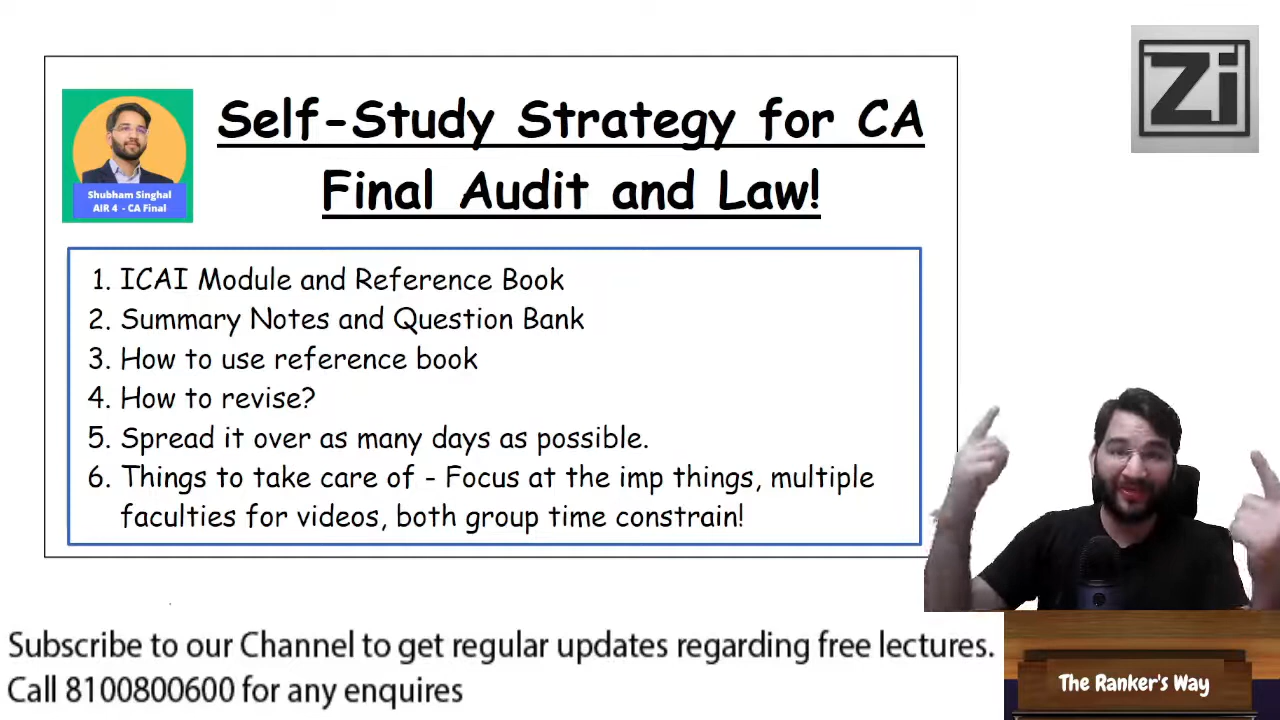 Zi
Self-Study Strategy for CA
Final Audit and Law!
Shubham Singhal
AIR 4 - CA Final
1. ICAI Module and Reference Book
2. Summary Notes and Question Bank
3. How to use reference book
4. How to revise?
5. Spread it over as many days as possible.
6. Things to take care of - Focus at the imp things, multiple
faculties for videos, both group time constrain!
Subscribe to our Channel to get regular updates regarding free lectures.
Call 8100800600 for any enquires
The Ranker's Way